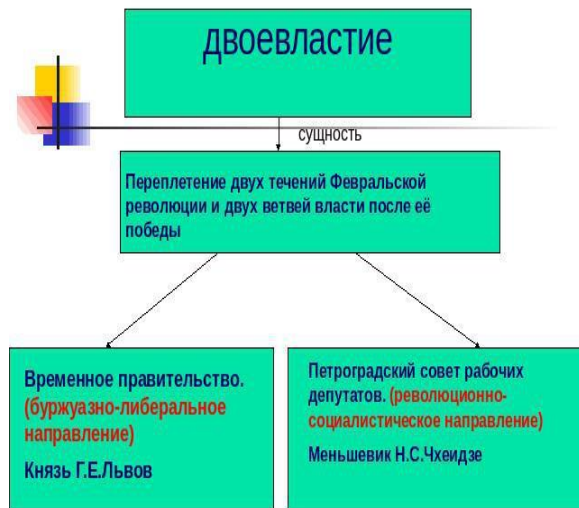 двоевластие
сущность
Переплетение двух течений Февральской
революции и двух ветвей власти после её
победы
Временное правительство.
(буржуазно-либеральное
направление)
Князь Г.Е.Львов
Петроградский совет рабочих
депутатов. (революционно-
социалистическое направление)
Меньшевик Н.С.Чхеидзе